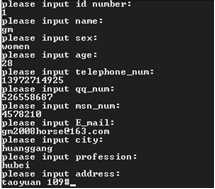 please input id number:
1
please input name:
gm
please input sex:
women
please input age:
28
please input telephone_num:
13972714925
please input qq_num:
526558687
please input msn_num:
4578210
please input E_mail:
gm2008horse@163.com
please input city:
huanggang
please input profession:
hubei
please input address:
taoyuan 109#